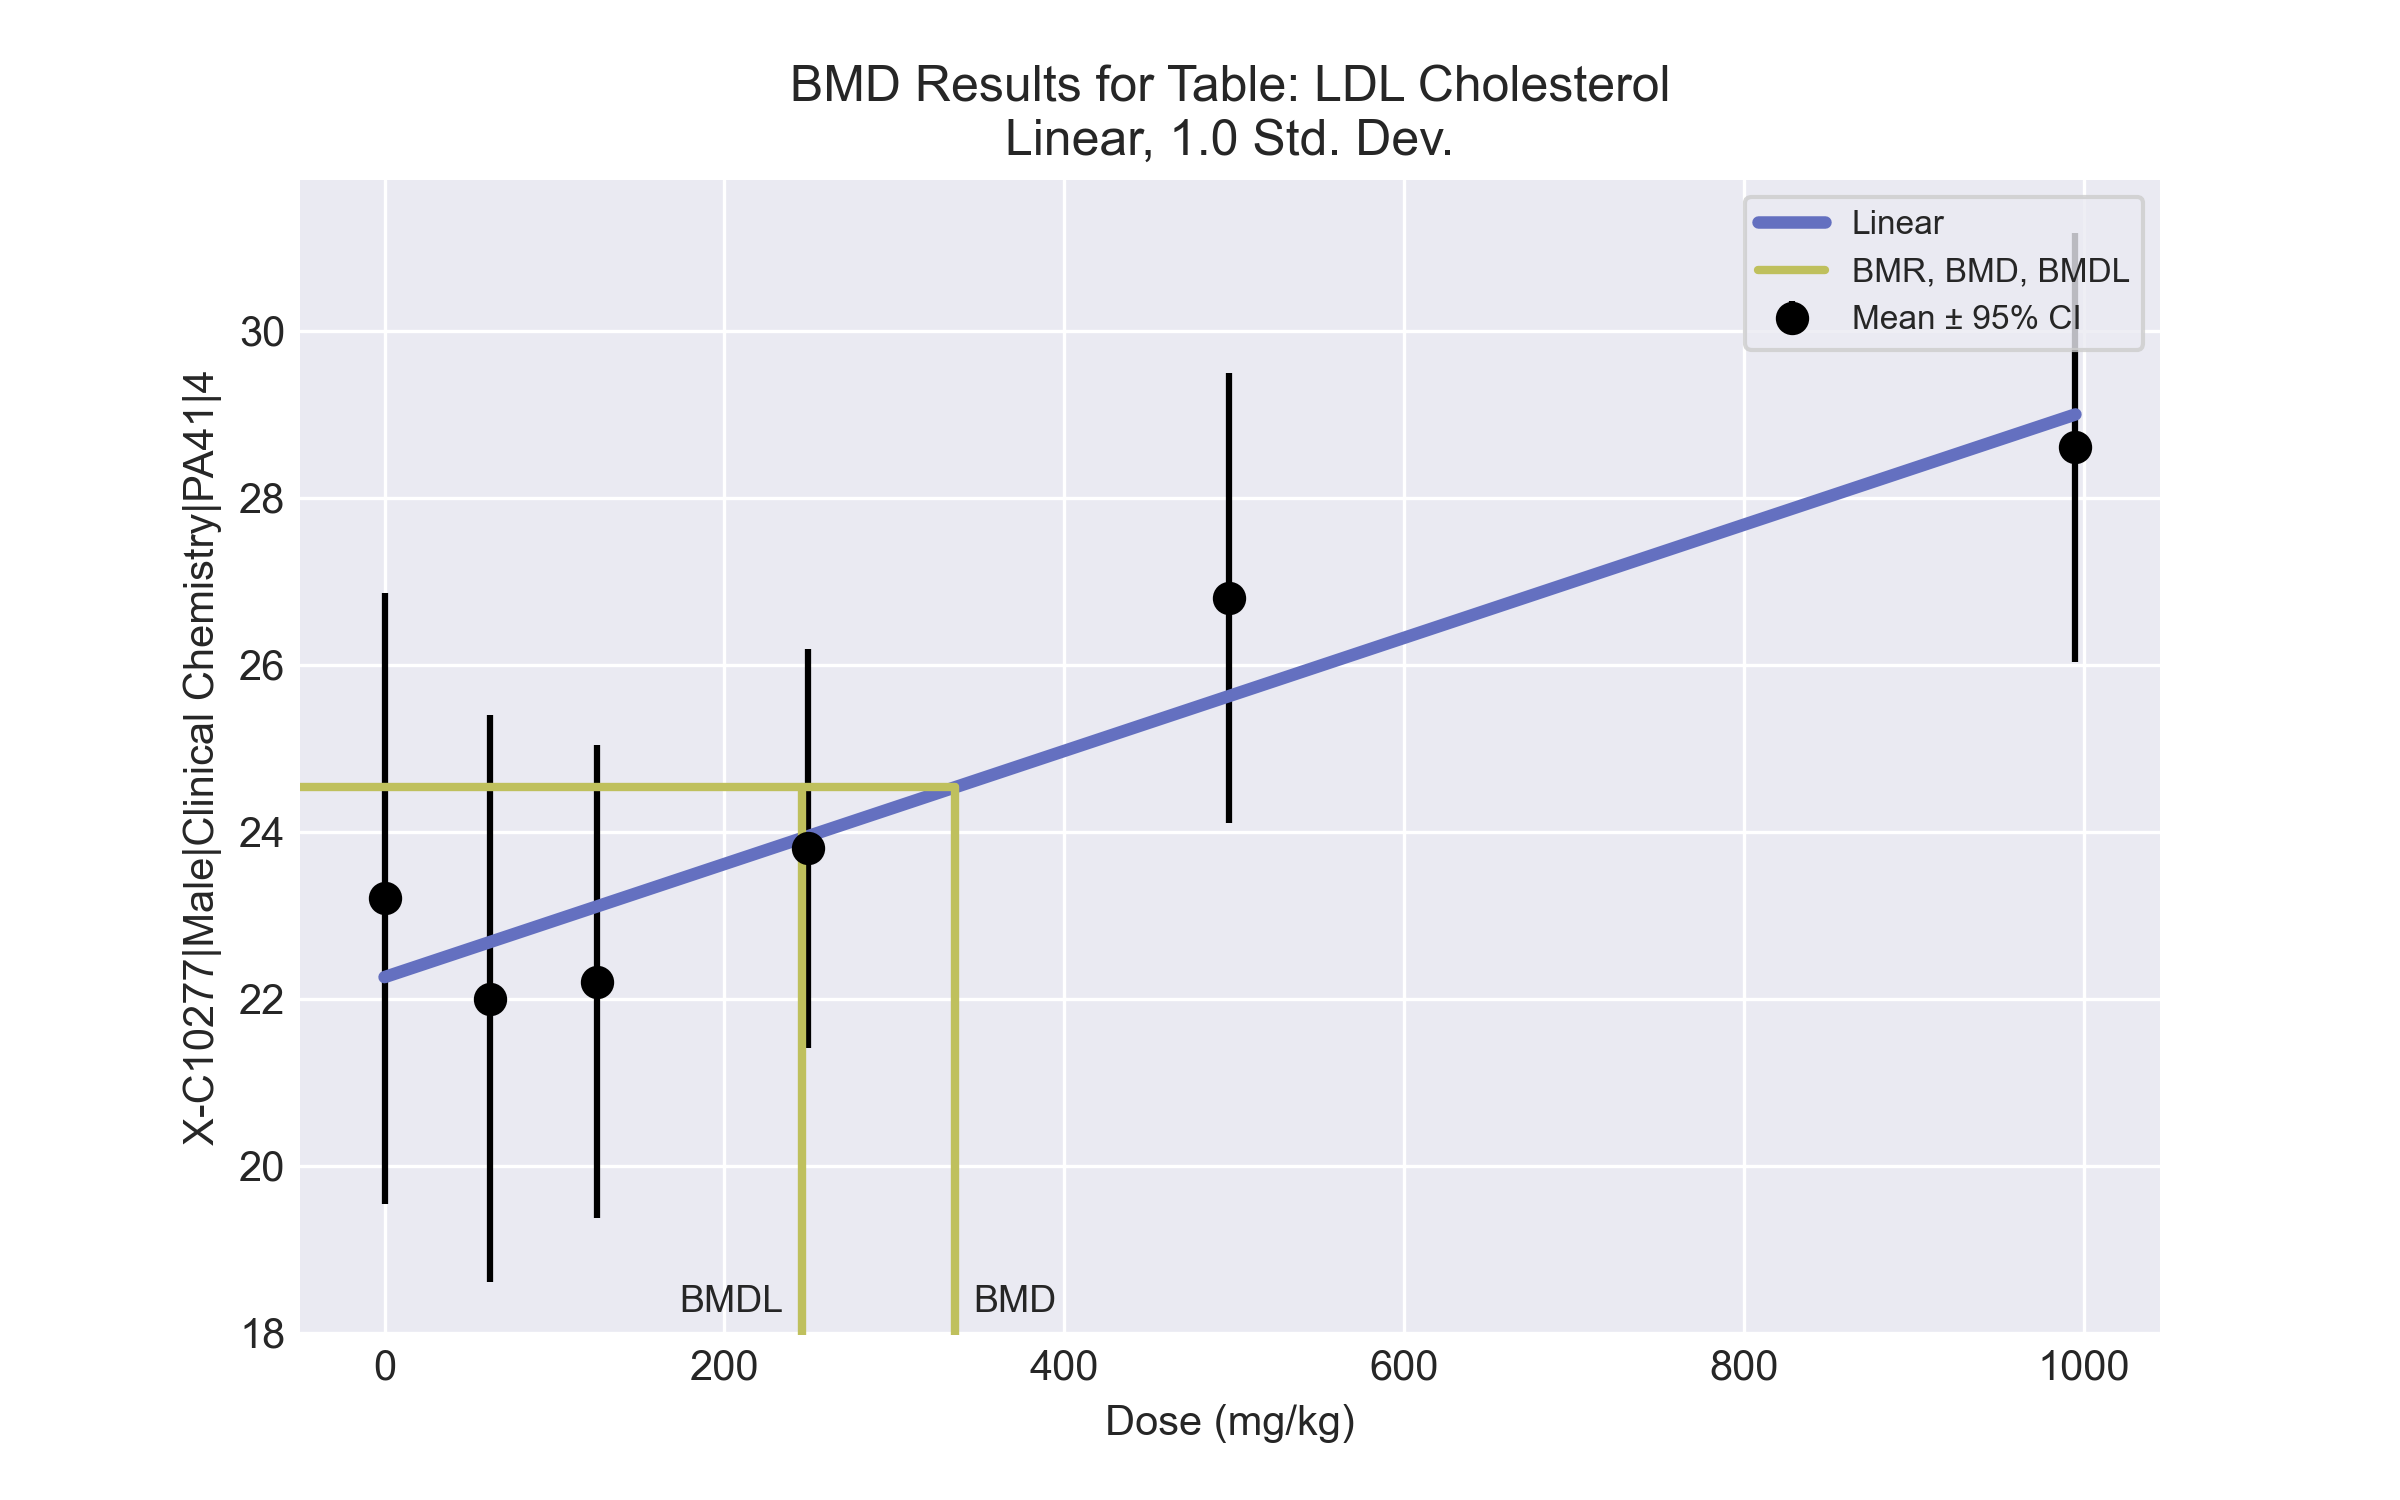 BMD Results for Table: LDL Cholesterol
Linear, 1.0 Std. Dev.
Linear
BMR, BMD, BMDL
Mean ± 95% CI
X-C10277|Male|Clinical Chemistry|PA41|4
30
28
26
24
22
20
18
BMDL
BMD
0
200
400
600
800
1000
Dose (mg/kg)